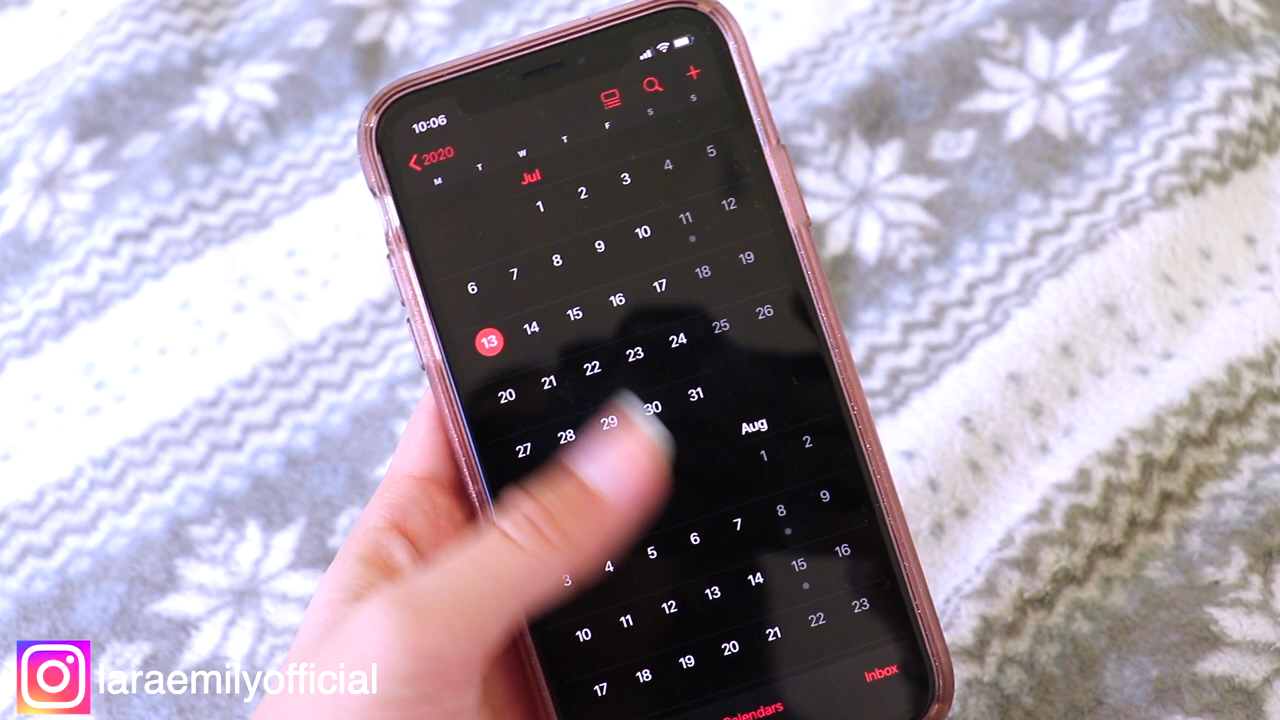 10:06
2020
M T W T F S S
Jul
1 2 3 4 5
6 7 8 9 10 11 12
13 14 15 16 17 18 19
20 21 22 23 24 25 26
27 28 29 30 31
Aug
1 2
3 4 5 6 7 8 9
10 11 12 13 14 15 16
17 18 19 20 21 22 23
Calendars Inbox
laraemilyofficial